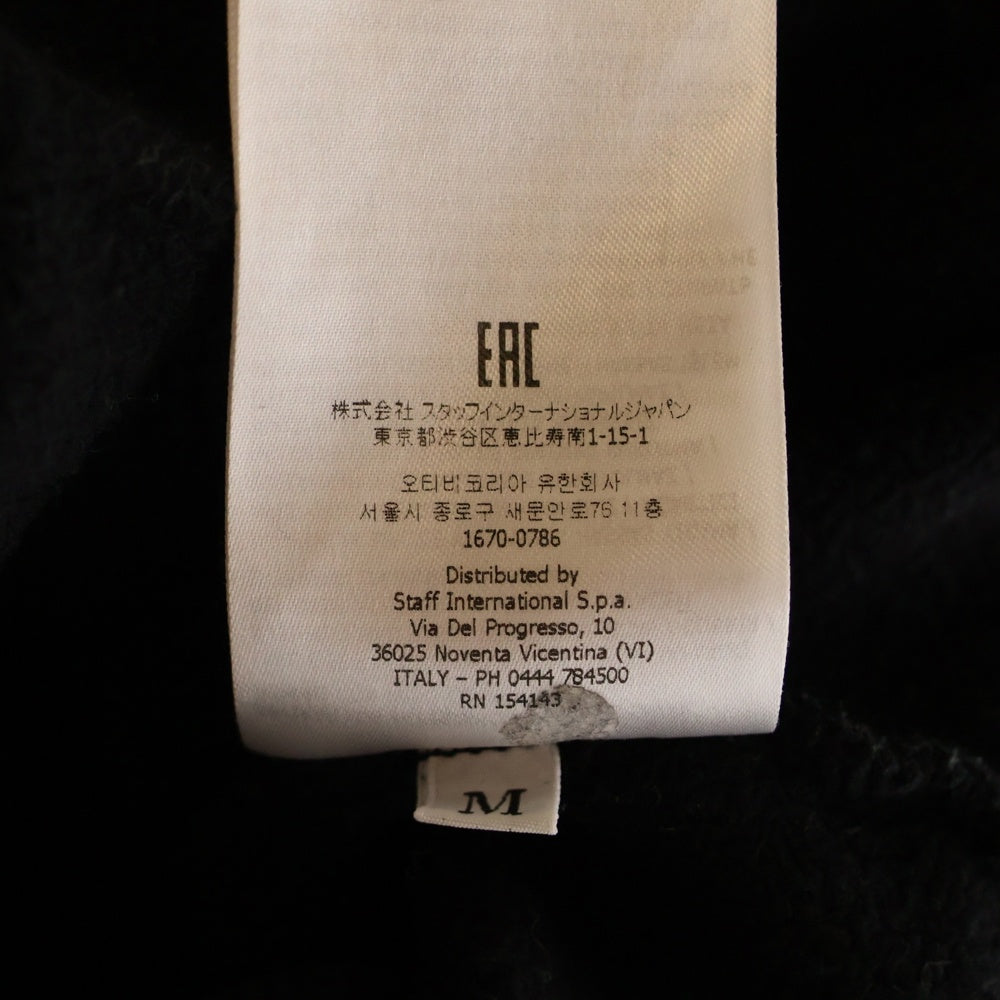 EAC
株式会社 スタッフインターナショナルジャパン
東京都渋谷区恵比寿南1-15-1
오티비코리아 유한회사
서울시 종로구 새문안로76 11층
1670-0786
Distributed by
Staff International S.p.a.
Via Del Progresso, 10
36025 Noventa Vicentina (VI)
ITALY – PH 0444 784500
RN 154143
M